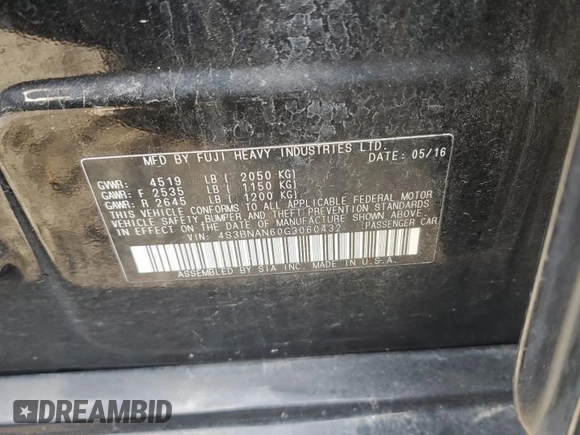 MFD BY FUJI HEAVY INDUSTRIES LTD.
DATE: 05/16
GVWR: 4519 LB ( 2050 KG)
GAWR: F 2535 LB ( 1150 KG)
GAWR: R 2645 LB ( 1200 KG)
THIS VEHICLE CONFORMS TO ALL APPLICABLE FEDERAL MOTOR
VEHICLE SAFETY, BUMPER, AND THEFT PREVENTION STANDARDS
IN EFFECT ON THE DATE OF MANUFACTURE SHOWN ABOVE.
VIN: 4S3BNAN60G3060432 PASSENGER CAR
ASSEMBLED BY SIA INC. IN U.S.A.
DREAMBID